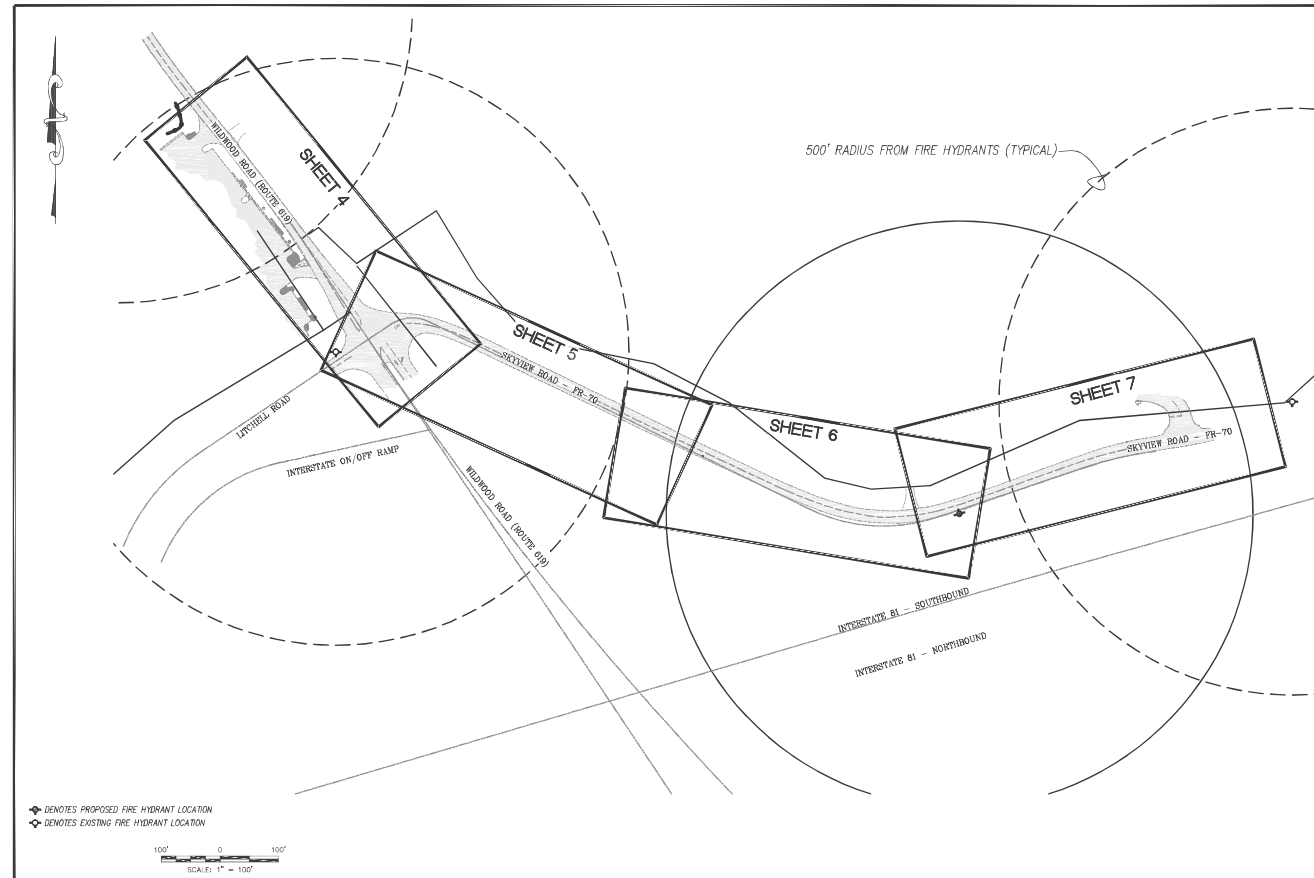 500' RADIUS FROM FIRE HYDRANTS (TYPICAL)
WILDWOOD ROAD (ROUTE 619)
SHEET 4
SHEET 5
SKYVIEW ROAD - FR-70
SHEET 6
SHEET 7
SKYVIEW ROAD - FR-70
LITCHELL ROAD
INTERSTATE ON/OFF RAMP
WILDWOOD ROAD (ROUTE 619)
INTERSTATE 81 - SOUTHBOUND
INTERSTATE 81 - NORTHBOUND
DENOTES PROPOSED FIRE HYDRANT LOCATION
DENOTES EXISTING FIRE HYDRANT LOCATION
100' 0 100'
SCALE: 1" = 100'